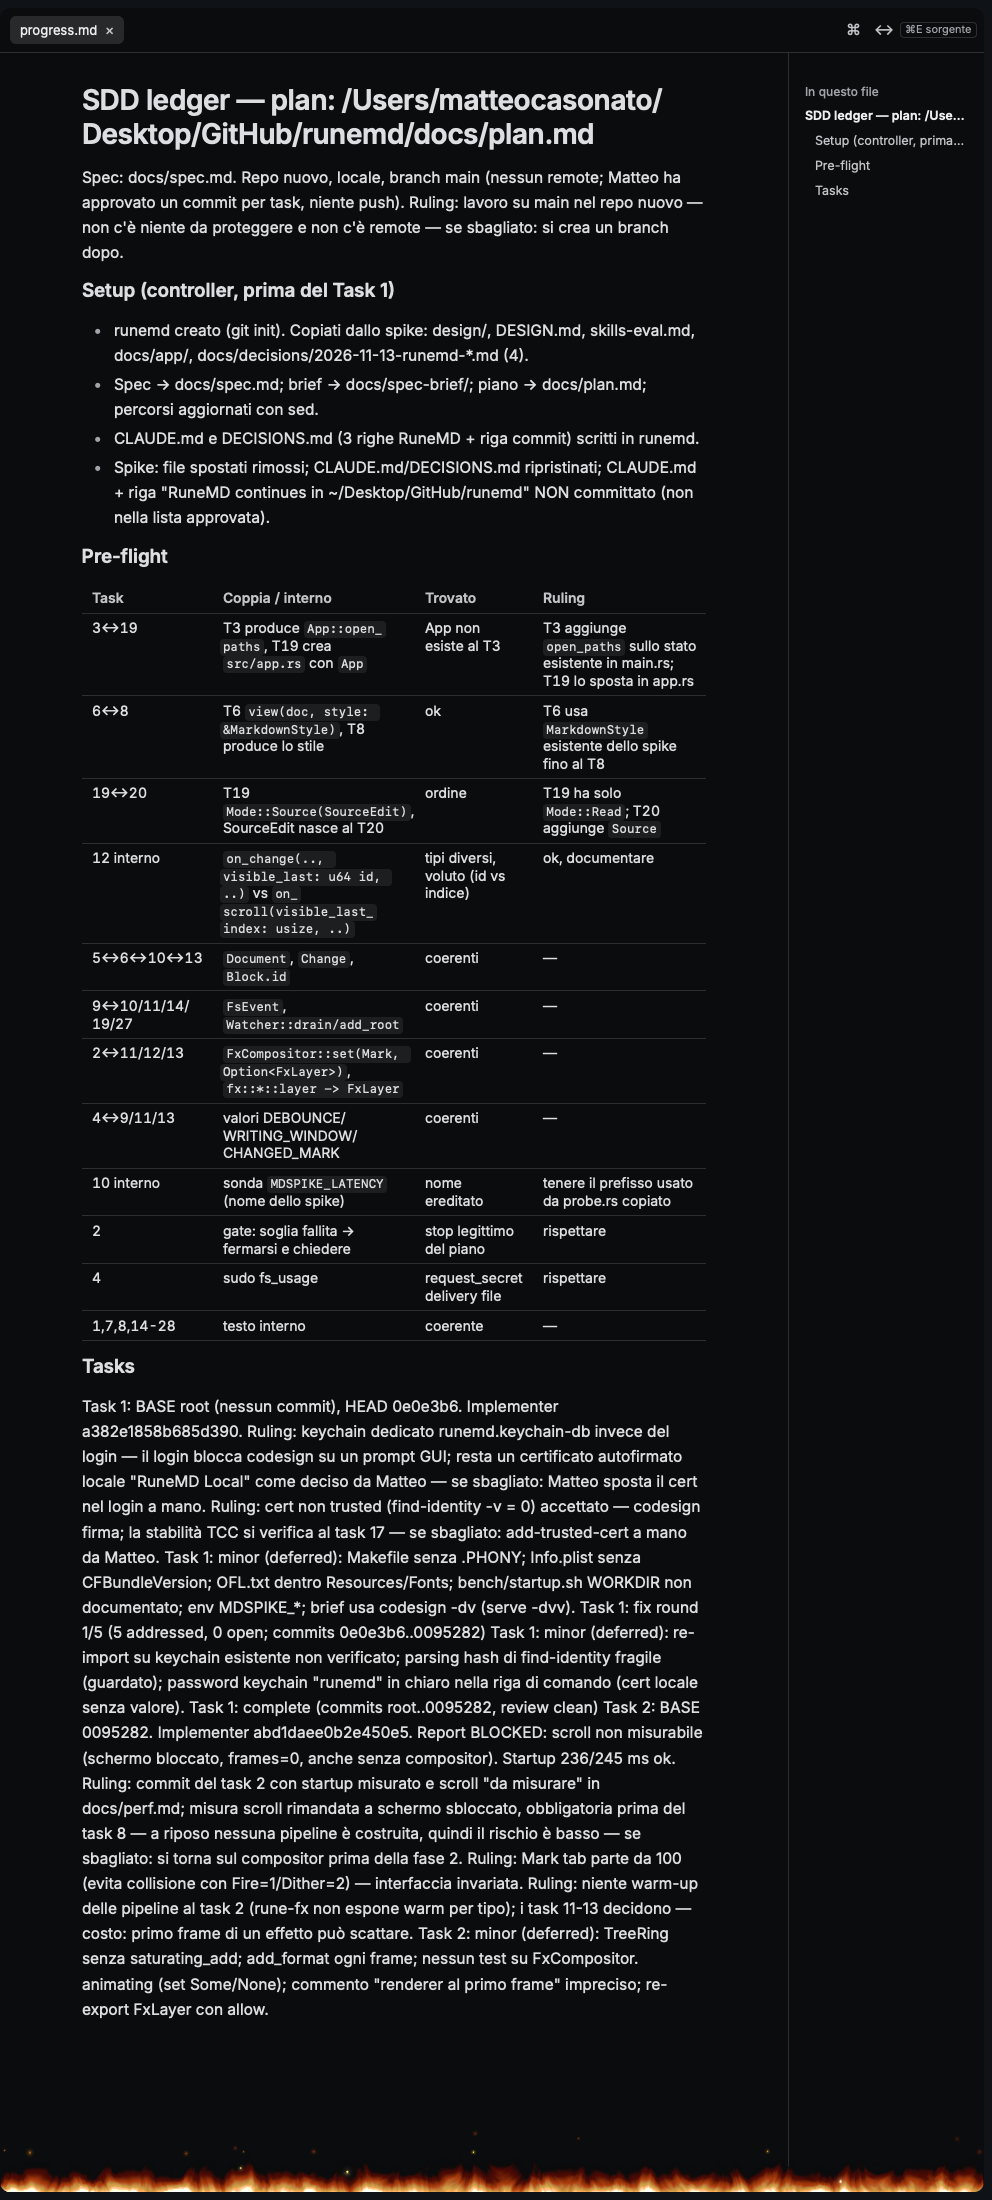 progress.md ×
⌘ ↔ ⌘E sorgente
SDD ledger — plan: /Users/matteocasonato/
Desktop/GitHub/runemd/docs/plan.md
Spec: docs/spec.md. Repo nuovo, locale, branch main (nessun remote; Matteo ha
approvato un commit per task, niente push). Ruling: lavoro su main nel repo nuovo —
non c'è niente da proteggere e non c'è remote — se sbagliato: si crea un branch
dopo.
Setup (controller, prima del Task 1)
• runemd creato (git init). Copiati dallo spike: design/, DESIGN.md, skills-eval.md,
docs/app/, docs/decisions/2026-11-13-runemd-*.md (4).
• Spec → docs/spec.md; brief → docs/spec-brief/; piano → docs/plan.md;
percorsi aggiornati con sed.
• CLAUDE.md e DECISIONS.md (3 righe RuneMD + riga commit) scritti in runemd.
• Spike: file spostati rimossi; CLAUDE.md/DECISIONS.md ripristinati; CLAUDE.md
+ riga "RuneMD continues in ~/Desktop/GitHub/runemd" NON committato (non
nella lista approvata).
Pre-flight
Task Coppia / interno Trovato Ruling
3↔19 T3 produce App::open_ App non T3 aggiunge
paths, T19 crea esiste al T3 open_paths sullo stato
src/app.rs con App esistente in main.rs;
T19 lo sposta in app.rs
6↔8 T6 view(doc, style: ok T6 usa
&MarkdownStyle), T8 MarkdownStyle
produce lo stile esistente dello spike
fino al T8
19↔20 T19 ordine T19 ha solo
Mode::Source(SourceEdit), Mode::Read; T20
SourceEdit nasce al T20 aggiunge Source
12 interno on_change(.., tipi diversi, ok, documentare
visible_last: u64 id, voluto (id vs
..) vs on_ indice)
scroll(visible_last_
index: usize, ..)
5↔6↔10↔13 Document, Change, coerenti —
Block.id
9↔10/11/14/ FsEvent, coerenti —
19/27 Watcher::drain/add_root
2↔11/12/13 FxCompositor::set(Mark, coerenti —
Option<FxLayer>),
fx::*::layer —> FxLayer
4↔9/11/13 valori DEBOUNCE/ coerenti —
WRITING_WINDOW/
CHANGED_MARK
10 interno sonda MDSPIKE_LATENCY nome tenere il prefisso usato
(nome dello spike) ereditato da probe.rs copiato
2 gate: soglia fallita → stop legittimo rispettare
fermarsi e chiedere del piano
4 sudo fs_usage request_secret rispettare
delivery file
1,7,8,14-28 testo interno coerente —
Tasks
Task 1: BASE root (nessun commit), HEAD 0e0e3b6. Implementer
a382e1858b685d390. Ruling: keychain dedicato runemd.keychain-db invece del
login — il login blocca codesign su un prompt GUI; resta un certificato autofirmato
locale "RuneMD Local" come deciso da Matteo — se sbagliato: Matteo sposta il cert
nel login a mano. Ruling: cert non trusted (find-identity -v = 0) accettato — codesign
firma; la stabilità TCC si verifica al task 17 — se sbagliato: add-trusted-cert a mano
da Matteo. Task 1: minor (deferred): Makefile senza .PHONY; Info.plist senza
CFBundleVersion; OFL.txt dentro Resources/Fonts; bench/startup.sh WORKDIR non
documentato; env MDSPIKE_*; brief usa codesign -dv (serve -dvv). Task 1: fix round
1/5 (5 addressed, 0 open; commits 0e0e3b6..0095282) Task 1: minor (deferred): re-
import su keychain esistente non verificato; parsing hash di find-identity fragile
(guardato); password keychain "runemd" in chiaro nella riga di comando (cert locale
senza valore). Task 1: complete (commits root..0095282, review clean) Task 2: BASE
0095282. Implementer abd1daee0b2e450e5. Report BLOCKED: scroll non misurabile
(schermo bloccato, frames=0, anche senza compositor). Startup 236/245 ms ok.
Ruling: commit del task 2 con startup misurato e scroll "da misurare" in
docs/perf.md; misura scroll rimandata a schermo sbloccato, obbligatoria prima del
task 8 — a riposo nessuna pipeline è costruita, quindi il rischio è basso — se
sbagliato: si torna sul compositor prima della fase 2. Ruling: Mark tab parte da 100
(evita collisione con Fire=1/Dither=2) — interfaccia invariata. Ruling: niente warm-up
delle pipeline al task 2 (rune-fx non espone warm per tipo); i task 11-13 decidono —
costo: primo frame di un effetto può scattare. Task 2: minor (deferred): TreeRing
senza saturating_add; add_format ogni frame; nessun test su FxCompositor.
animating (set Some/None); commento "renderer al primo frame" impreciso; re-
export FxLayer con allow.
In questo file
SDD ledger — plan: /Use...
Setup (controller, prima...
Pre-flight
Tasks